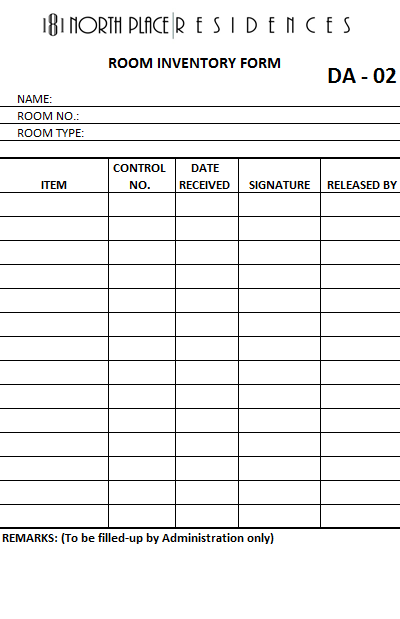 181 NORTH PLACE RESIDENCES
ROOM INVENTORY FORM
DA - 02
NAME:
ROOM NO.:
ROOM TYPE:
ITEM CONTROL NO. DATE RECEIVED SIGNATURE RELEASED BY
REMARKS: (To be filled-up by Administration only)